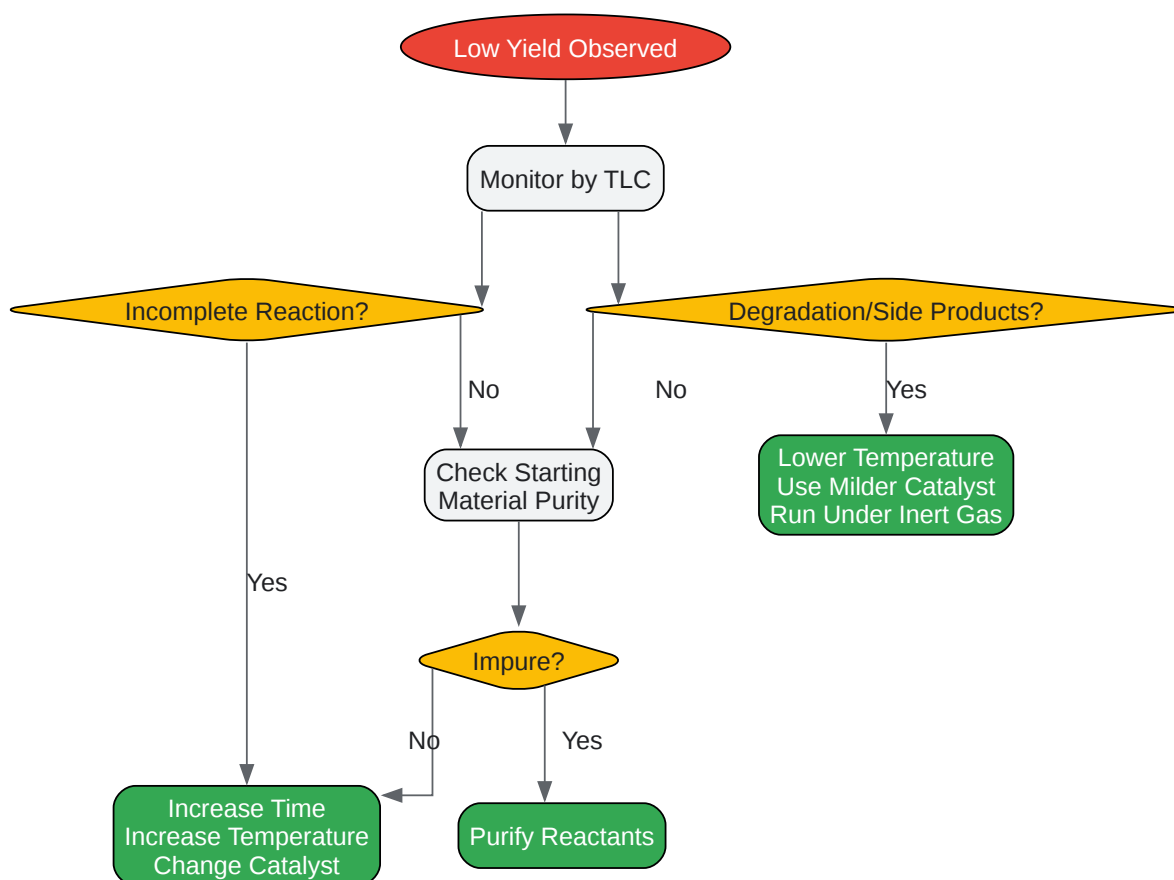 Low Yield Observed
Monitor by TLC
Incomplete Reaction?
Degradation/Side Products?
No
No
Yes
Check Starting
Material Purity
Lower Temperature
Use Milder Catalyst
Run Under Inert Gas
Yes
Impure?
No
Yes
Increase Time
Increase Temperature
Change Catalyst
Purify Reactants